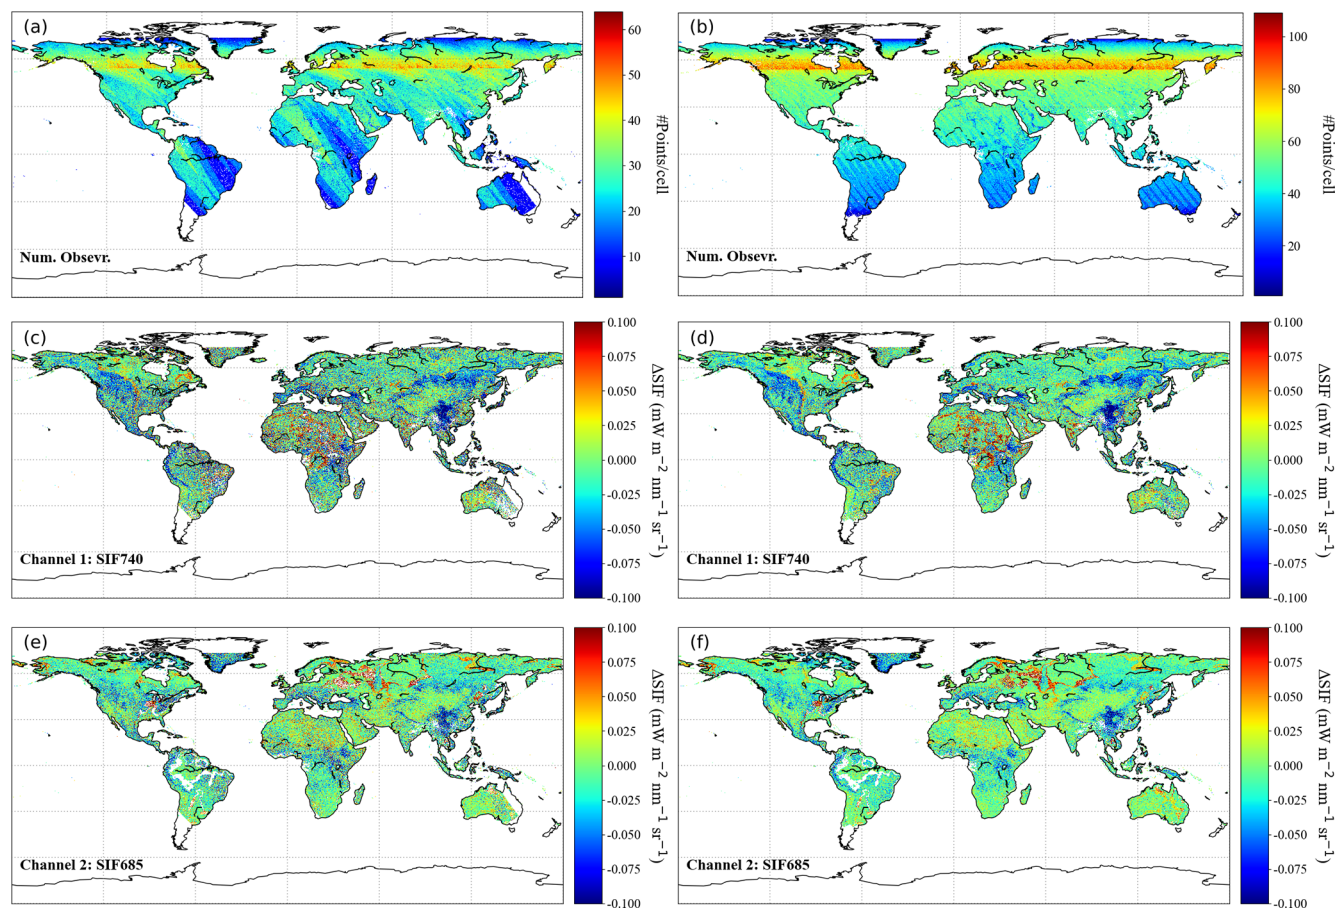 (a)
60
50
40
30
20
10
#Points/cell
Num. Obsevr.
(b)
100
80
60
40
20
#Points/cell
Num. Obsevr.
(c)
0.100
0.075
0.050
0.025
0.000
-0.025
-0.050
-0.075
-0.100
ΔSIF (mW m−2 nm−1 sr−1)
Channel 1: SIF740
(d)
0.100
0.075
0.050
0.025
0.000
-0.025
-0.050
-0.075
-0.100
ΔSIF (mW m−2 nm−1 sr−1)
Channel 1: SIF740
(e)
0.100
0.075
0.050
0.025
0.000
-0.025
-0.050
-0.075
-0.100
ΔSIF (mW m−2 nm−1 sr−1)
Channel 2: SIF685
(f)
0.100
0.075
0.050
0.025
0.000
-0.025
-0.050
-0.075
-0.100
ΔSIF (mW m−2 nm−1 sr−1)
Channel 2: SIF685